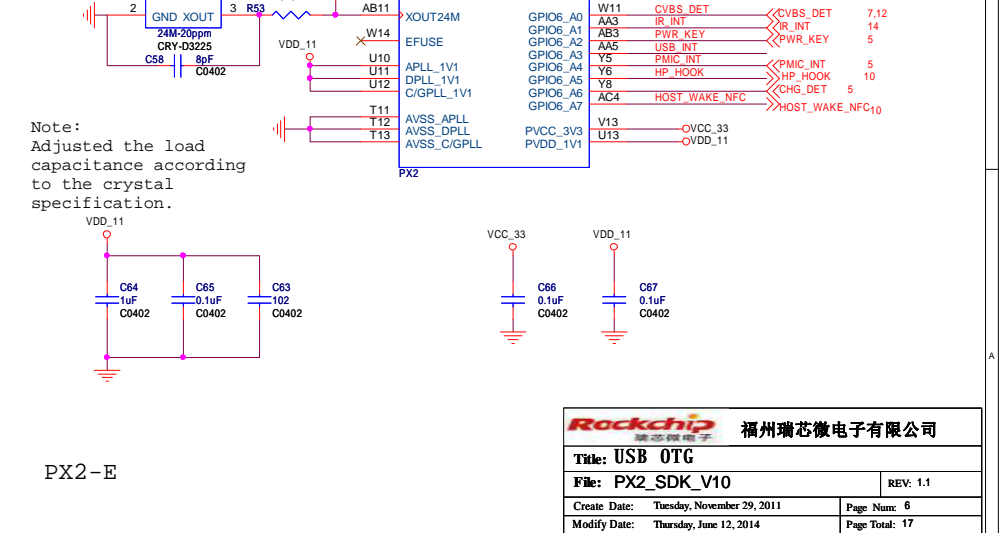 2 GND XOUT 3 R53
24M-20ppm
CRY-D3225
C58 8pF
C0402
VDD_11
AB11 XOUT24M
W14 EFUSE
U10 APLL_1V1
U11 DPLL_1V1
U12 C/GPLL_1V1
T11 AVSS_APLL
T12 AVSS_DPLL
T13 AVSS_C/GPLL
PX2
GPIO6_A0 W11 CVBS_DET CVBS_DET 7,12
GPIO6_A1 AA3 IR_INT IR_INT 14
GPIO6_A2 AB3 PWR_KEY PWR_KEY 5
GPIO6_A3 AA5 USB_INT
GPIO6_A4 Y5 PMIC_INT PMIC_INT 5
GPIO6_A5 Y6 HP_HOOK HP_HOOK 10
GPIO6_A6 Y8 CHG_DET 5
GPIO6_A7 AC4 HOST_WAKE_NFC HOST_WAKE_NFC 10
PVCC_3V3 V13 VCC_33
PVDD_1V1 U13 VDD_11
Note:
Adjusted the load
capacitance according
to the crystal
specification.
VDD_11
C64
1uF
C0402
C65
0.1uF
C0402
C63
102
C0402
VCC_33
C66
0.1uF
C0402
VDD_11
C67
0.1uF
C0402
A
PX2-E
Rockchip
瑞芯微电子
福州瑞芯微电子有限公司
Title: USB OTG
File: PX2_SDK_V10 REV: 1.1
Create Date: Tuesday, November 29, 2011 Page Num: 6
Modify Date: Thursday, June 12, 2014 Page Total: 17